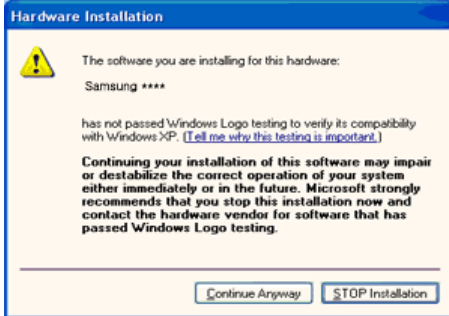 Hardware Installation
The software you are installing for this hardware:
Samsung ****
has not passed Windows Logo testing to verify its compatibility
with Windows XP. (Tell me why this testing is important.)
Continuing your installation of this software may impair
or destabilize the correct operation of your system
either immediately or in the future. Microsoft strongly
recommends that you stop this installation now and
contact the hardware vendor for software that has
passed Windows Logo testing.
Continue Anyway STOP Installation